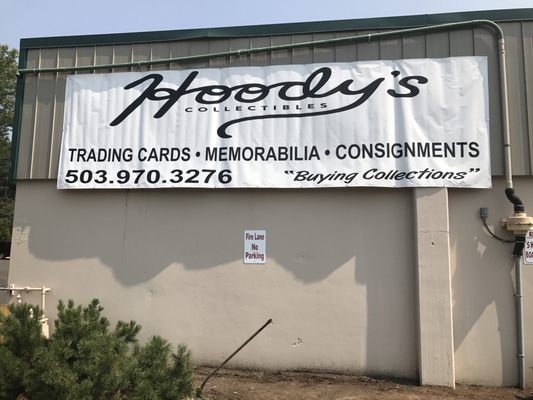 Hoody's
COLLECTIBLES
TRADING CARDS • MEMORABILIA • CONSIGNMENTS
503.970.3276
"Buying Collections"
Fire Lane
No
Parking